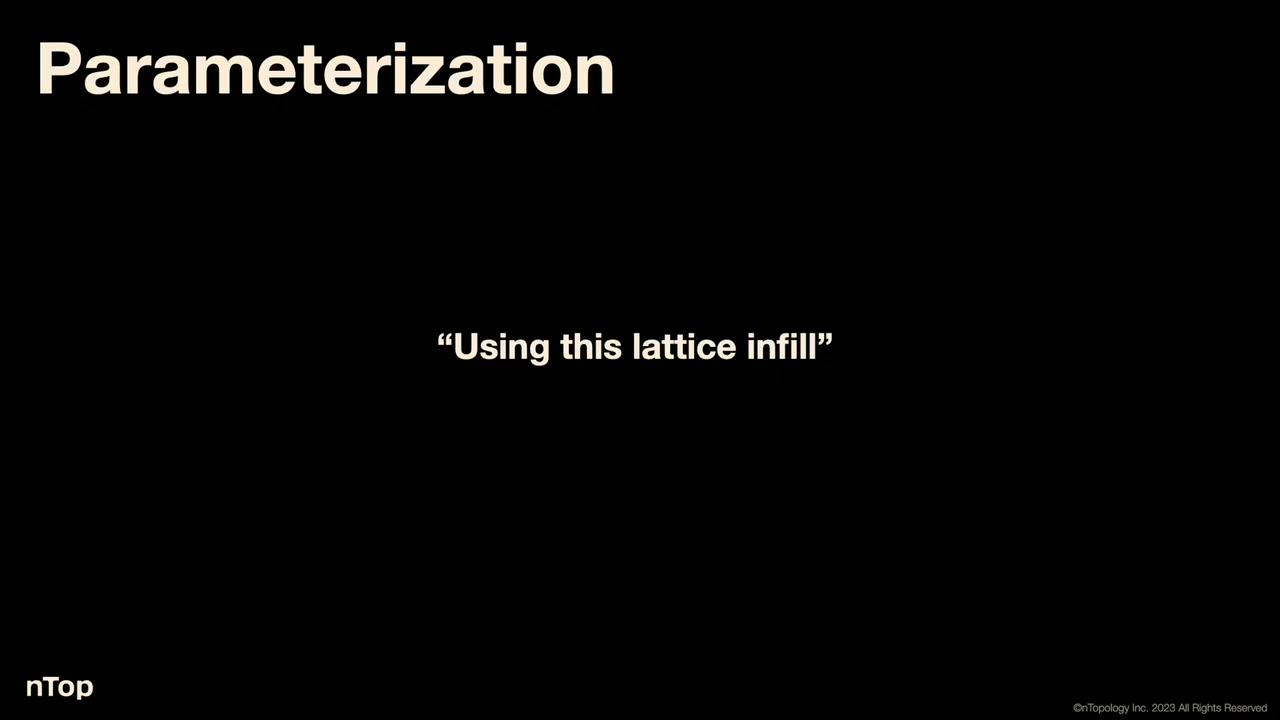 Parameterization
“Using this lattice infill”
nTop
©nTopology Inc. 2023 All Rights Reserved